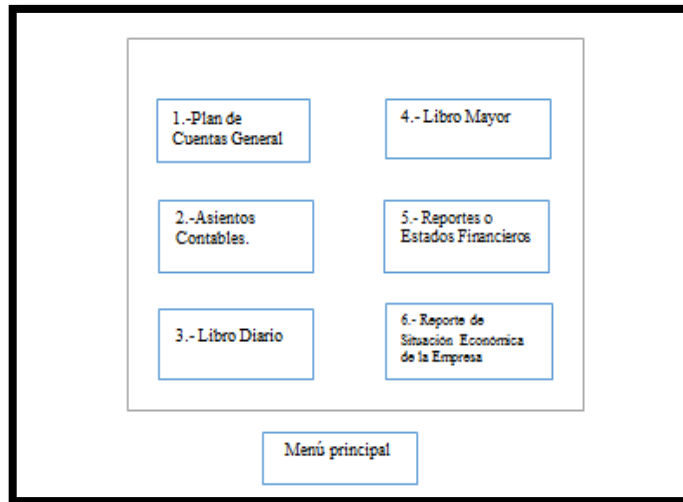 1.-Plan de
Cuentas General
2.-Asientos
Contables.
3.- Libro Diario
4.- Libro Mayor
5.- Reportes o
Estados Financieros
6.- Reporte de
Situación Económica
de la Empresa
Menú principal